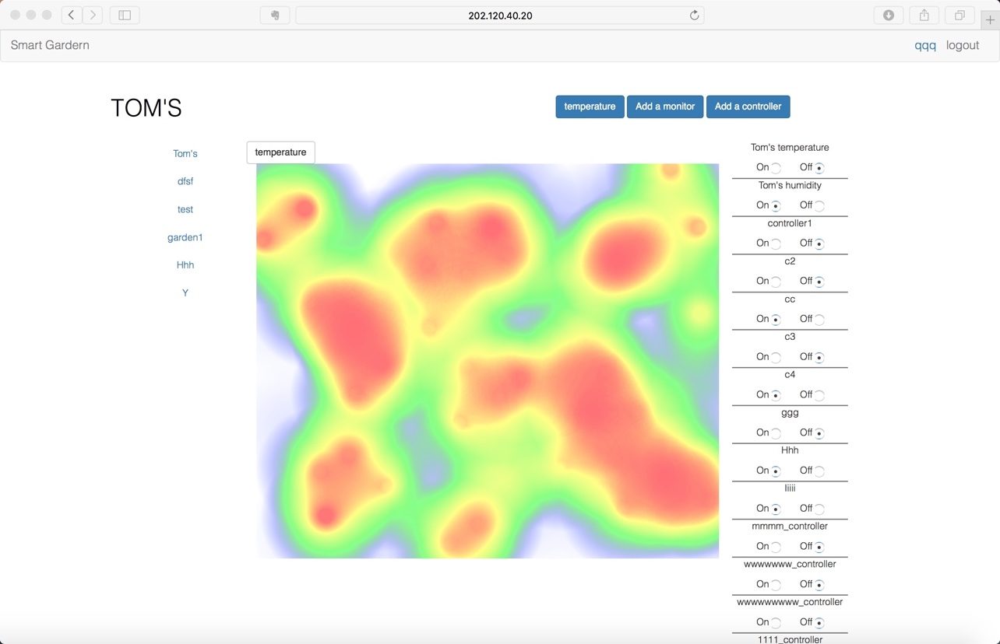 202.120.40.20
Smart Gardern
qqq logout
TOM'S
temperature Add a monitor Add a controller
Tom's
dfsf
test
garden1
Hhh
Y
temperature
Tom's temperature
On Off
Tom's humidity
On Off
controller1
On Off
c2
On Off
cc
On Off
c3
On Off
c4
On Off
ggg
On Off
Hhh
On Off
On Off
mmmm_controller
On Off
wwwwwww_controller
On Off
wwwwwwwww_controller
On Off
1111_controller